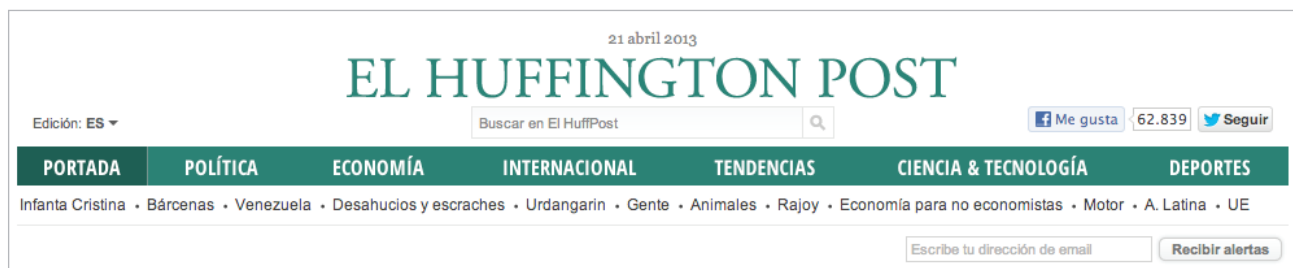 21 abril 2013
EL HUFFINGTON POST
Edición: ES
Buscar en El HuffPost
Me gusta 62.839 Seguir
PORTADA POLÍTICA ECONOMÍA INTERNACIONAL TENDENCIAS CIENCIA & TECNOLOGÍA DEPORTES
Infanta Cristina • Bárcenas • Venezuela • Desahucios y escraches • Urdangarin • Gente • Animales • Rajoy • Economía para no economistas • Motor • A. Latina • UE
Escribe tu dirección de email Recibir alertas